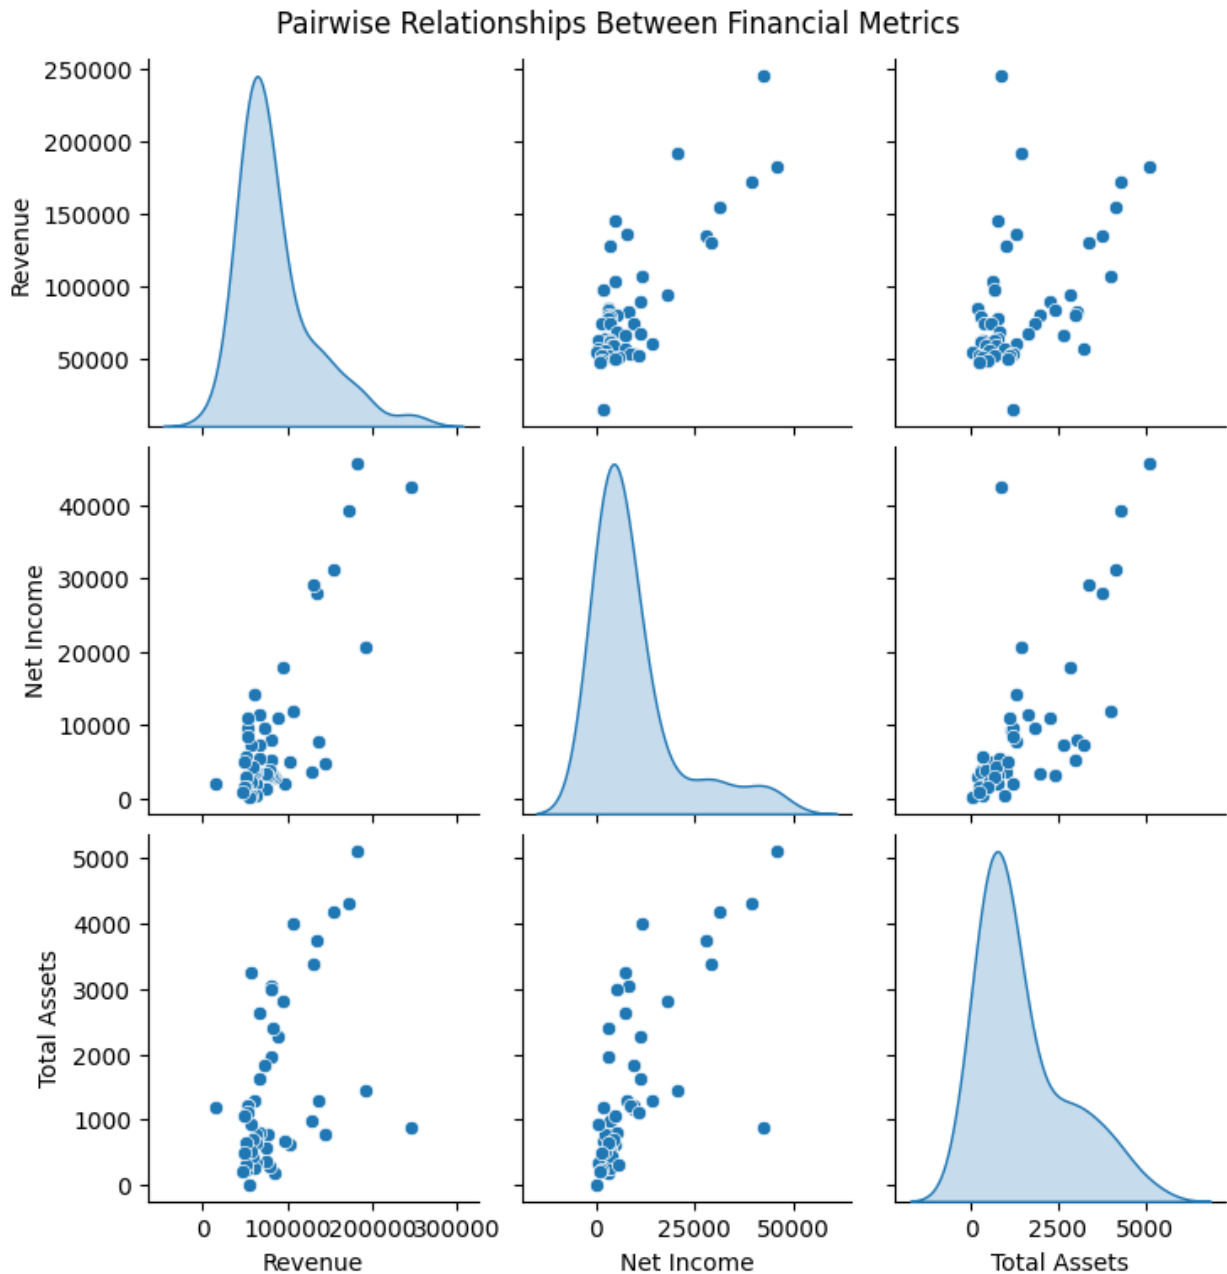 Pairwise Relationships Between Financial Metrics
250000
200000
150000
100000
50000
Revenue
40000
30000
20000
10000
0
Net Income
5000
4000
3000
2000
1000
0
Total Assets
0 100000 200000 300000
Revenue
0 25000 50000
Net Income
0 5000
Total Assets